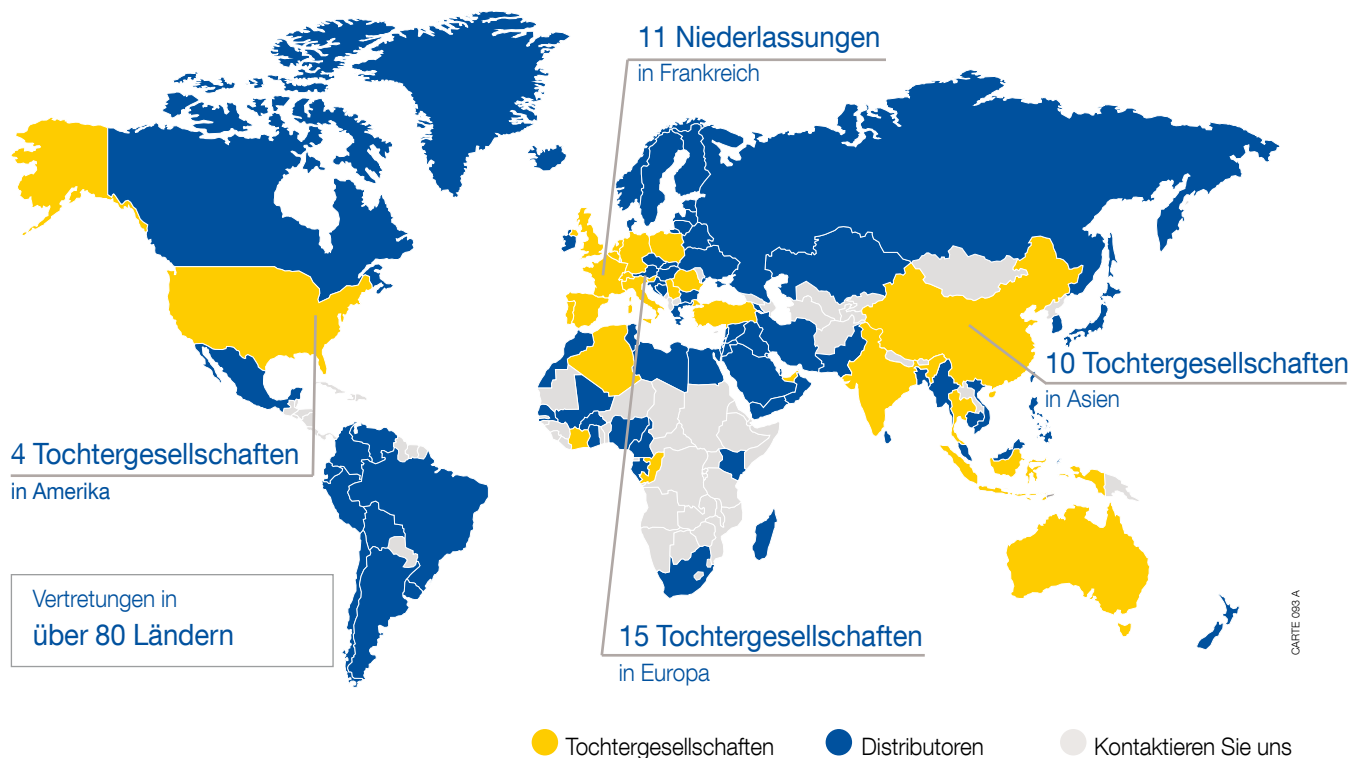 11 Niederlassungen
in Frankreich
10 Tochtergesellschaften
in Asien
4 Tochtergesellschaften
in Amerika
Vertretungen in
über 80 Ländern
15 Tochtergesellschaften
in Europa
CARTE 093 A
Tochtergesellschaften
Distributoren
Kontaktieren Sie uns